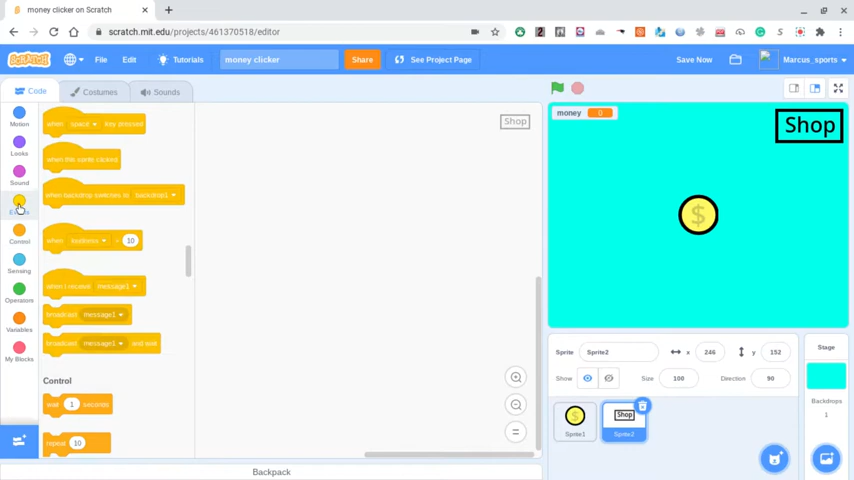 money clicker on Scratch
scratch.mit.edu/projects/461370518/editor
SCRATCH File Edit Tutorials money clicker Share See Project Page Save Now Marcus_sports
Code Costumes Sounds
Motion
Looks
Sound
Control
Sensing
Operators
Variables
My Blocks
when space key pressed
when this sprite clicked
when backdrop switches to backdrop1
when loudness > 10
when I receive message1
broadcast message1
broadcast message1 and wait
Control
wait 1 seconds
repeat 10
Shop
money 0
Shop
$
Sprite Sprite2 x 246 y 152
Show Size 100 Direction 90
Shop
Sprite1 Sprite2
Stage
Backdrops
1
Backpack